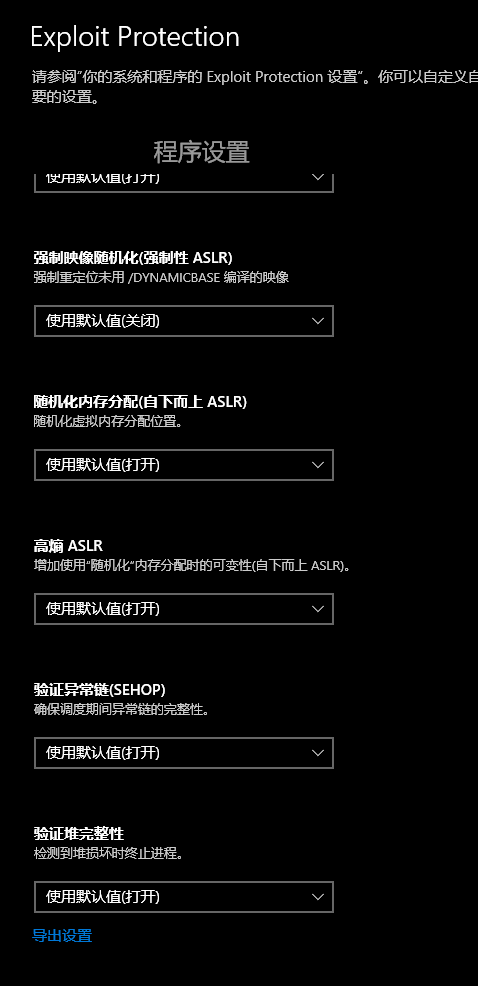 Exploit Protection
请参阅"你的系统和程序的 Exploit Protection 设置"。你可以自定义自
要的设置。
程序设置
使用默认值(打开)
强制映像随机化(强制性 ASLR)
强制重定位未用 /DYNAMICBASE 编译的映像
使用默认值(关闭)
随机化内存分配(自下而上 ASLR)
随机化虚拟内存分配位置。
使用默认值(打开)
高熵 ASLR
增加使用"随机化"内存分配时的可变性(自下而上 ASLR)。
使用默认值(打开)
验证异常链(SEHOP)
确保调度期间异常链的完整性。
使用默认值(打开)
验证堆完整性
检测到堆损坏时终止进程。
使用默认值(打开)
导出设置